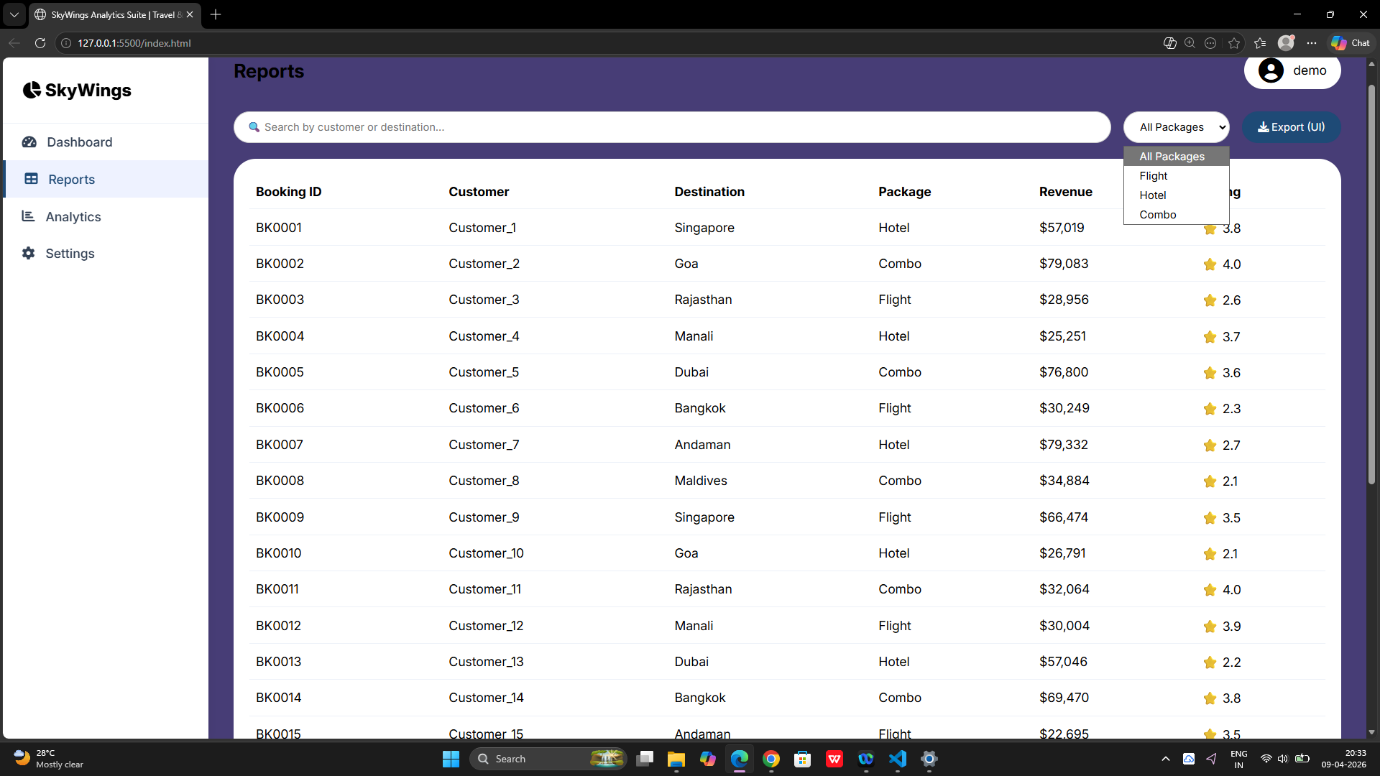 SkyWings Analytics Suite | Travel &
127.0.0.1:5500/index.html
Chat
SkyWings
Dashboard
Reports
Analytics
Settings
Reports
demo
Search by customer or destination...
All Packages
Export (UI)
All Packages
Flight
Hotel
Combo
Booking ID Customer Destination Package Revenue
BK0001 Customer_1 Singapore Hotel $57,019 3.8
BK0002 Customer_2 Goa Combo $79,083 4.0
BK0003 Customer_3 Rajasthan Flight $28,956 2.6
BK0004 Customer_4 Manali Hotel $25,251 3.7
BK0005 Customer_5 Dubai Combo $76,800 3.6
BK0006 Customer_6 Bangkok Flight $30,249 2.3
BK0007 Customer_7 Andaman Hotel $79,332 2.7
BK0008 Customer_8 Maldives Combo $34,884 2.1
BK0009 Customer_9 Singapore Flight $66,474 3.5
BK0010 Customer_10 Goa Hotel $26,791 2.1
BK0011 Customer_11 Rajasthan Combo $32,064 4.0
BK0012 Customer_12 Manali Flight $30,004 3.9
BK0013 Customer_13 Dubai Hotel $57,046 2.2
BK0014 Customer_14 Bangkok Combo $69,470 3.8
BK0015 Customer_15 Andaman Flight $22,695 3.5
28°C
Mostly clear
Search
ENG
IN
20:33
09-04-2026